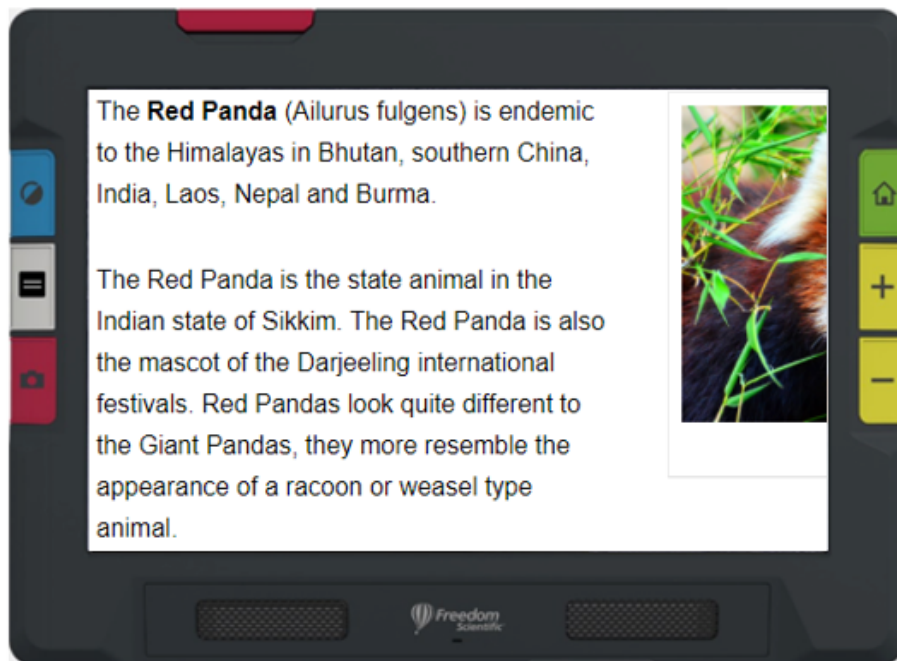 The Red Panda (Ailurus fulgens) is endemic
to the Himalayas in Bhutan, southern China,
India, Laos, Nepal and Burma.
The Red Panda is the state animal in the
Indian state of Sikkim. The Red Panda is also
the mascot of the Darjeeling international
festivals. Red Pandas look quite different to
the Giant Pandas, they more resemble the
appearance of a racoon or weasel type
animal.
Freedom
Scientific